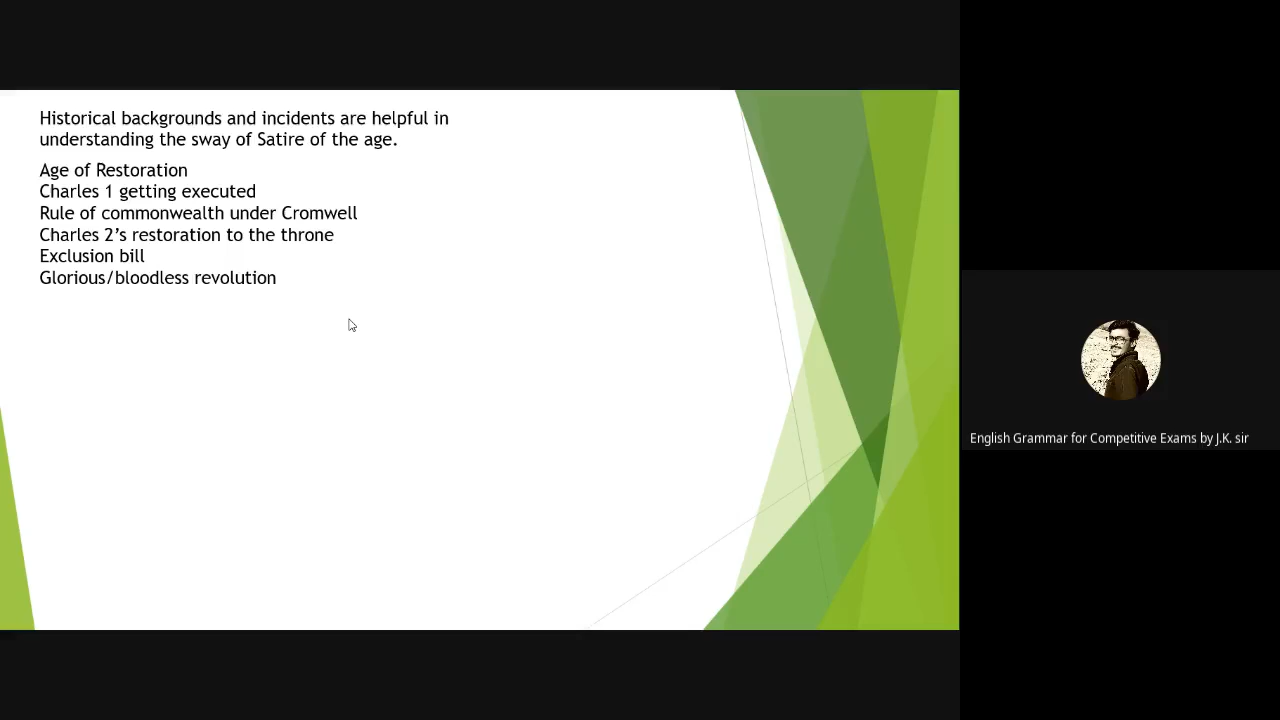 Historical backgrounds and incidents are helpful in
understanding the sway of Satire of the age.
Age of Restoration
Charles 1 getting executed
Rule of commonwealth under Cromwell
Charles 2’s restoration to the throne
Exclusion bill
Glorious/bloodless revolution
English Grammar for Competitive Exams by J.K. sir